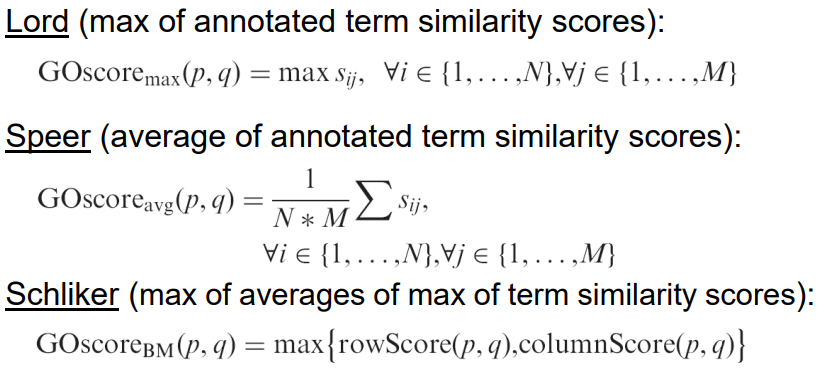 Lord (max of annotated term similarity scores):
GOscoremax(p, q) = max sij, ∀i ∈ {1,...,N},∀j ∈ {1,...,M}
Speer (average of annotated term similarity scores):
GOscoreavg(p, q) = 1 / N * M ∑ sij,
∀i ∈ {1,...,N},∀j ∈ {1,...,M}
Schliker (max of averages of max of term similarity scores):
GOscoreBM(p, q) = max{rowScore(p, q),columnScore(p, q)}